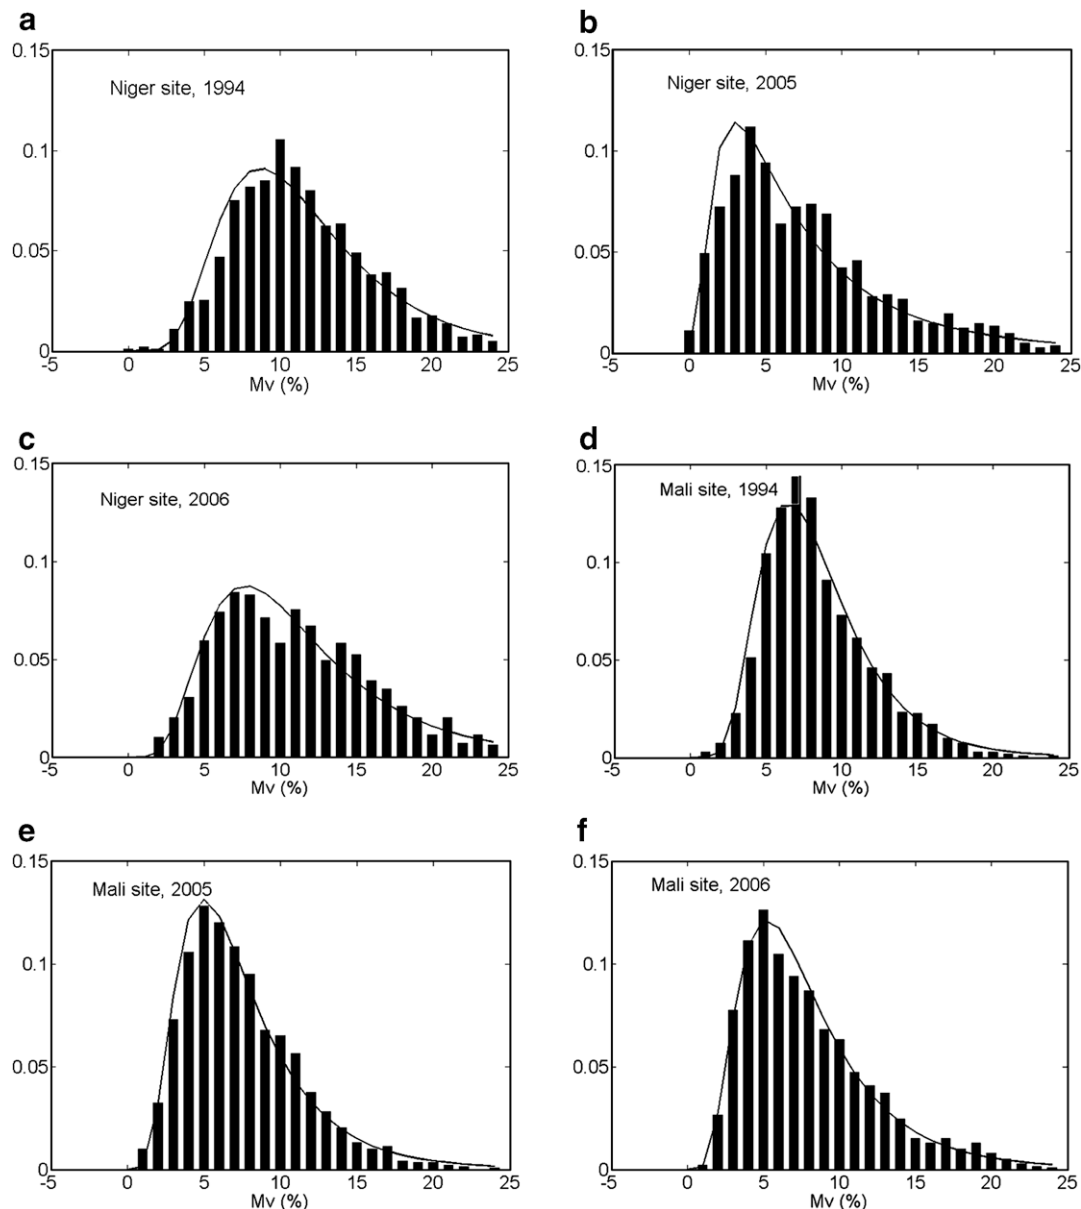 a
b
0.15
Niger site, 1994
0.1
0.05
0
-5 0 5 10 15 20 25
Mv (%)
0.15
Niger site, 2005
0.1
0.05
0
-5 0 5 10 15 20 25
Mv (%)
c
d
0.15
Niger site, 2006
0.1
0.05
0
-5 0 5 10 15 20 25
Mv (%)
0.15
Mali site, 1994
0.1
0.05
0
-5 0 5 10 15 20 25
Mv (%)
e
f
0.15
Mali site, 2005
0.1
0.05
0
-5 0 5 10 15 20 25
Mv (%)
0.15
Mali site, 2006
0.1
0.05
0
-5 0 5 10 15 20 25
Mv (%)